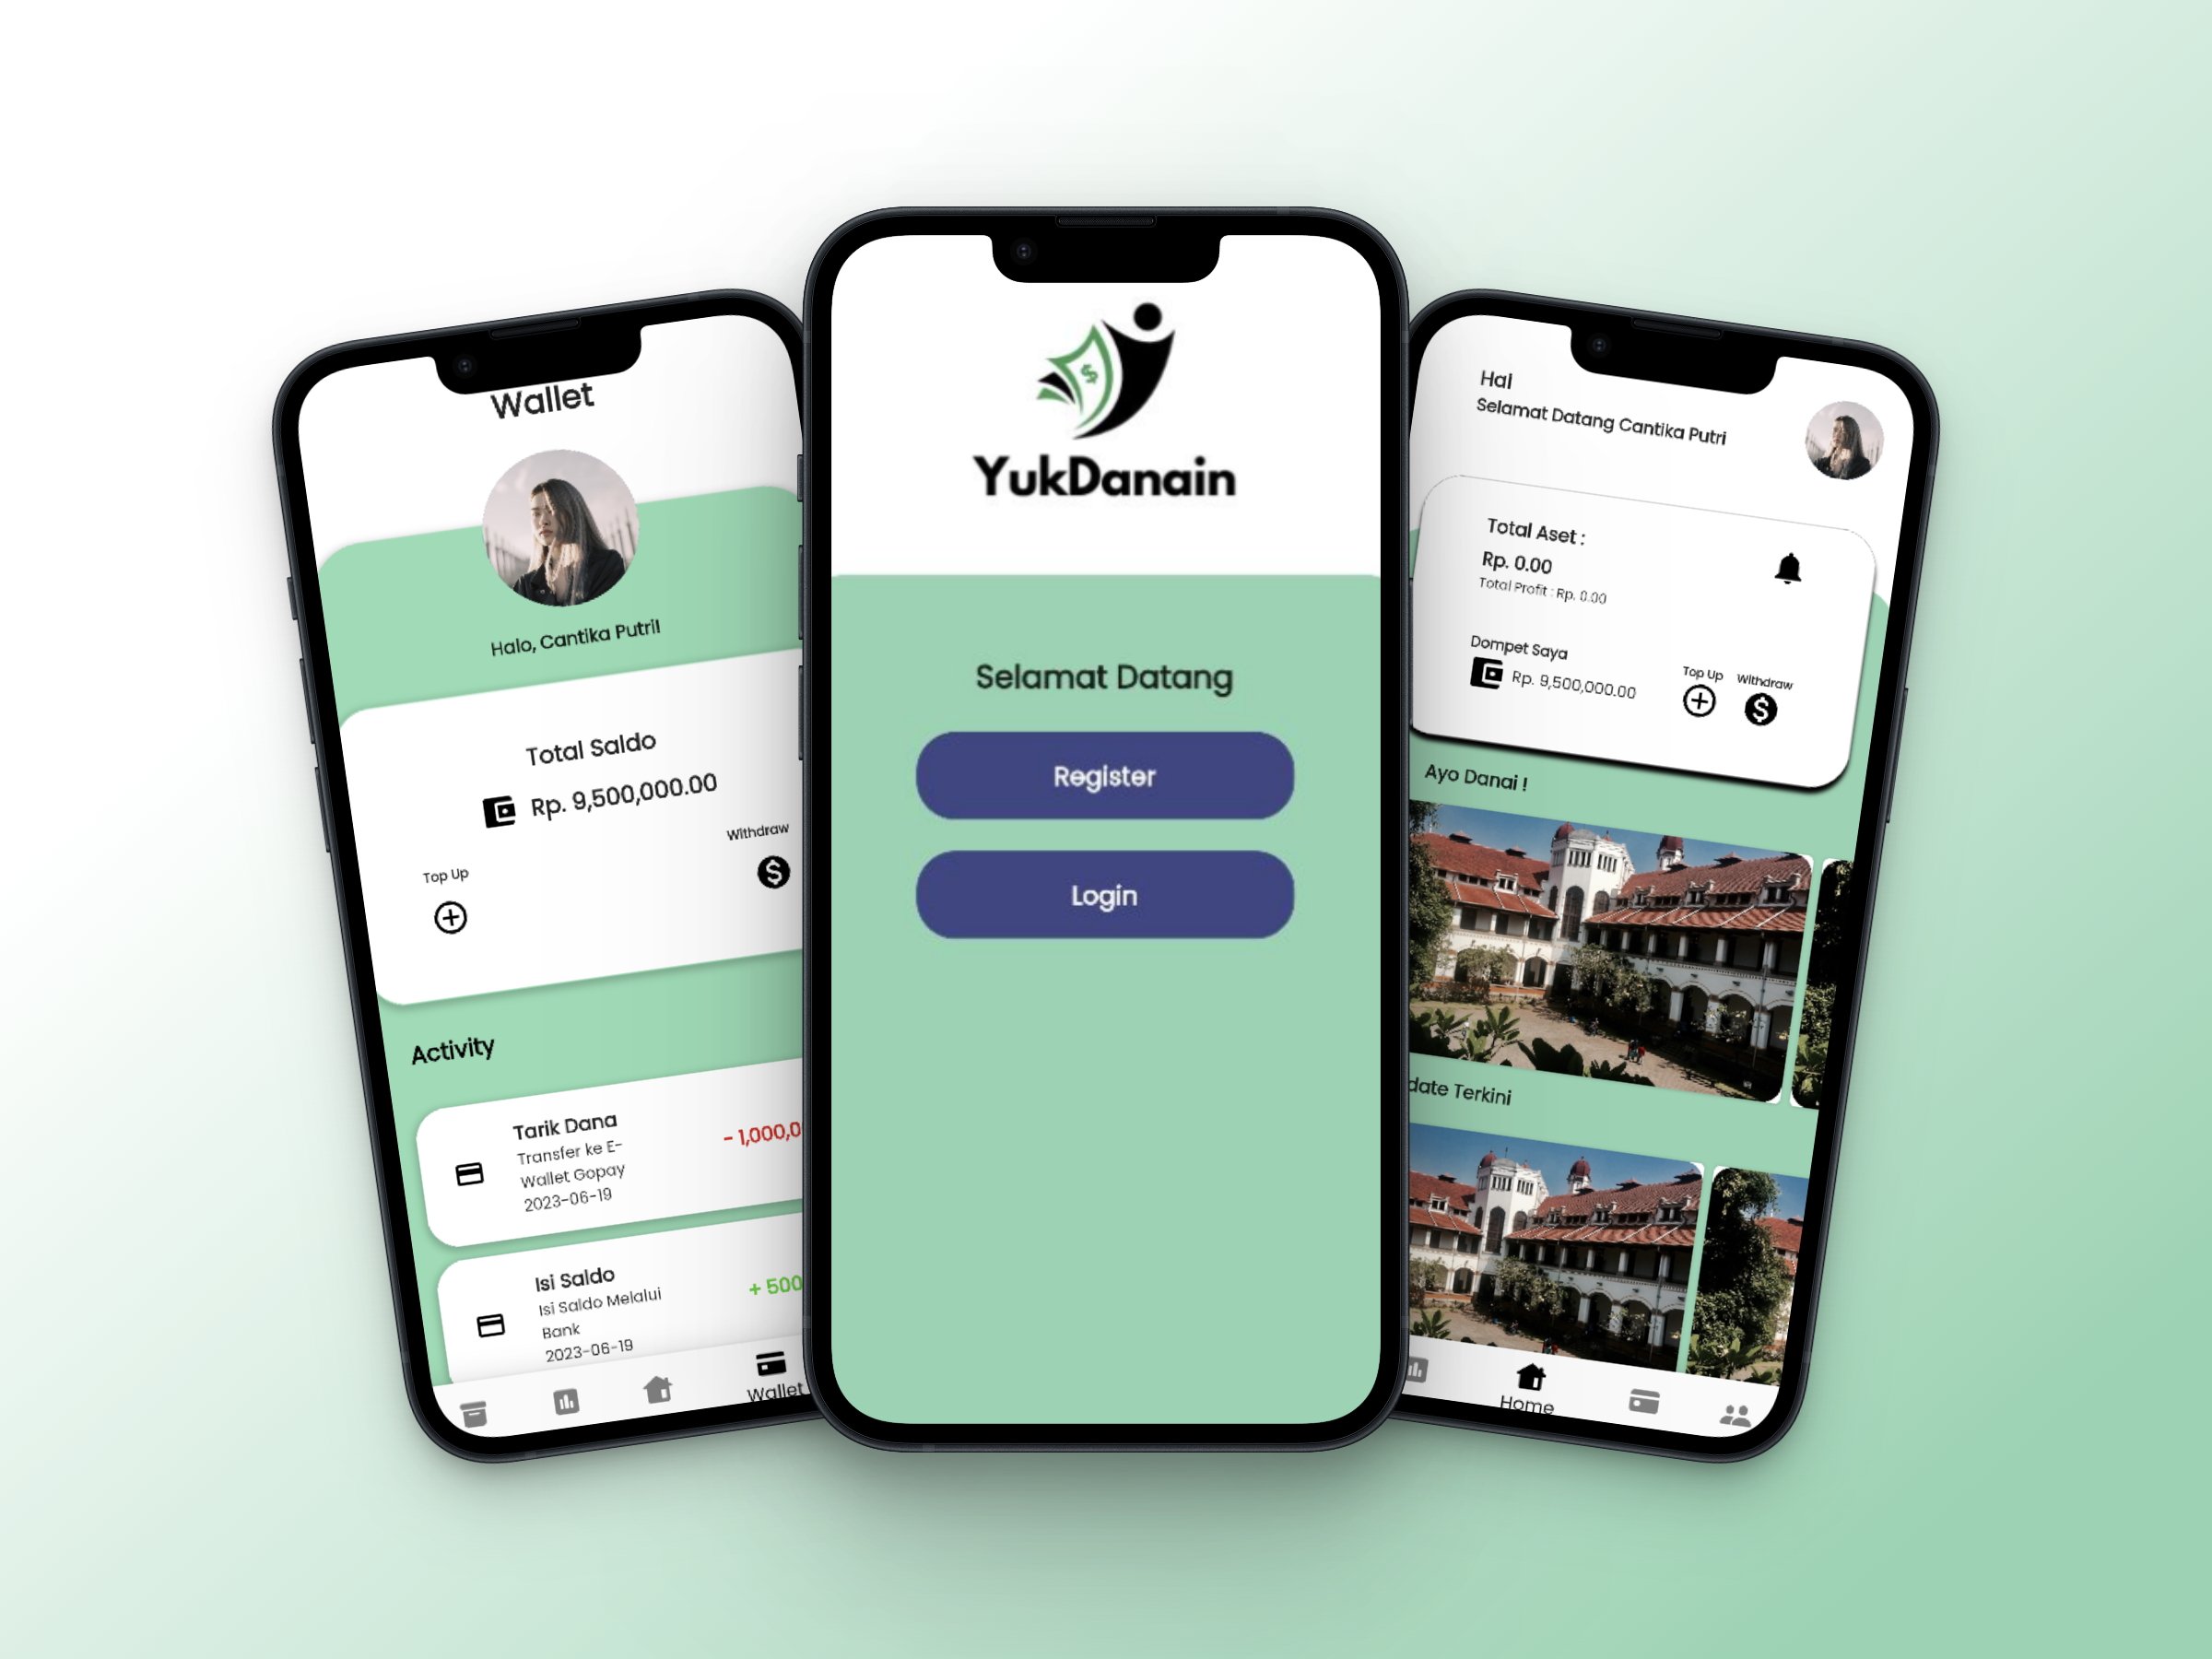 Wallet
Halo, Cantika Putri!
Total Saldo
Rp. 9,500,000.00
Top Up
Withdraw
Activity
Tarik Dana
Transfer ke E-
Wallet Gopay
2023-06-19
- 1,000,0
Isi Saldo
Isi Saldo Melalui
Bank
2023-06-19
+ 500
Wallet
$
YukDanain
Selamat Datang
Register
Login
Hai
Selamat Datang Cantika Putri
Total Aset :
Rp. 0.00
Total Profit : Rp. 0.00
Dompet Saya
Rp. 9,500,000.00
Top Up
Withdraw
Ayo Danai !
date Terkini
Home